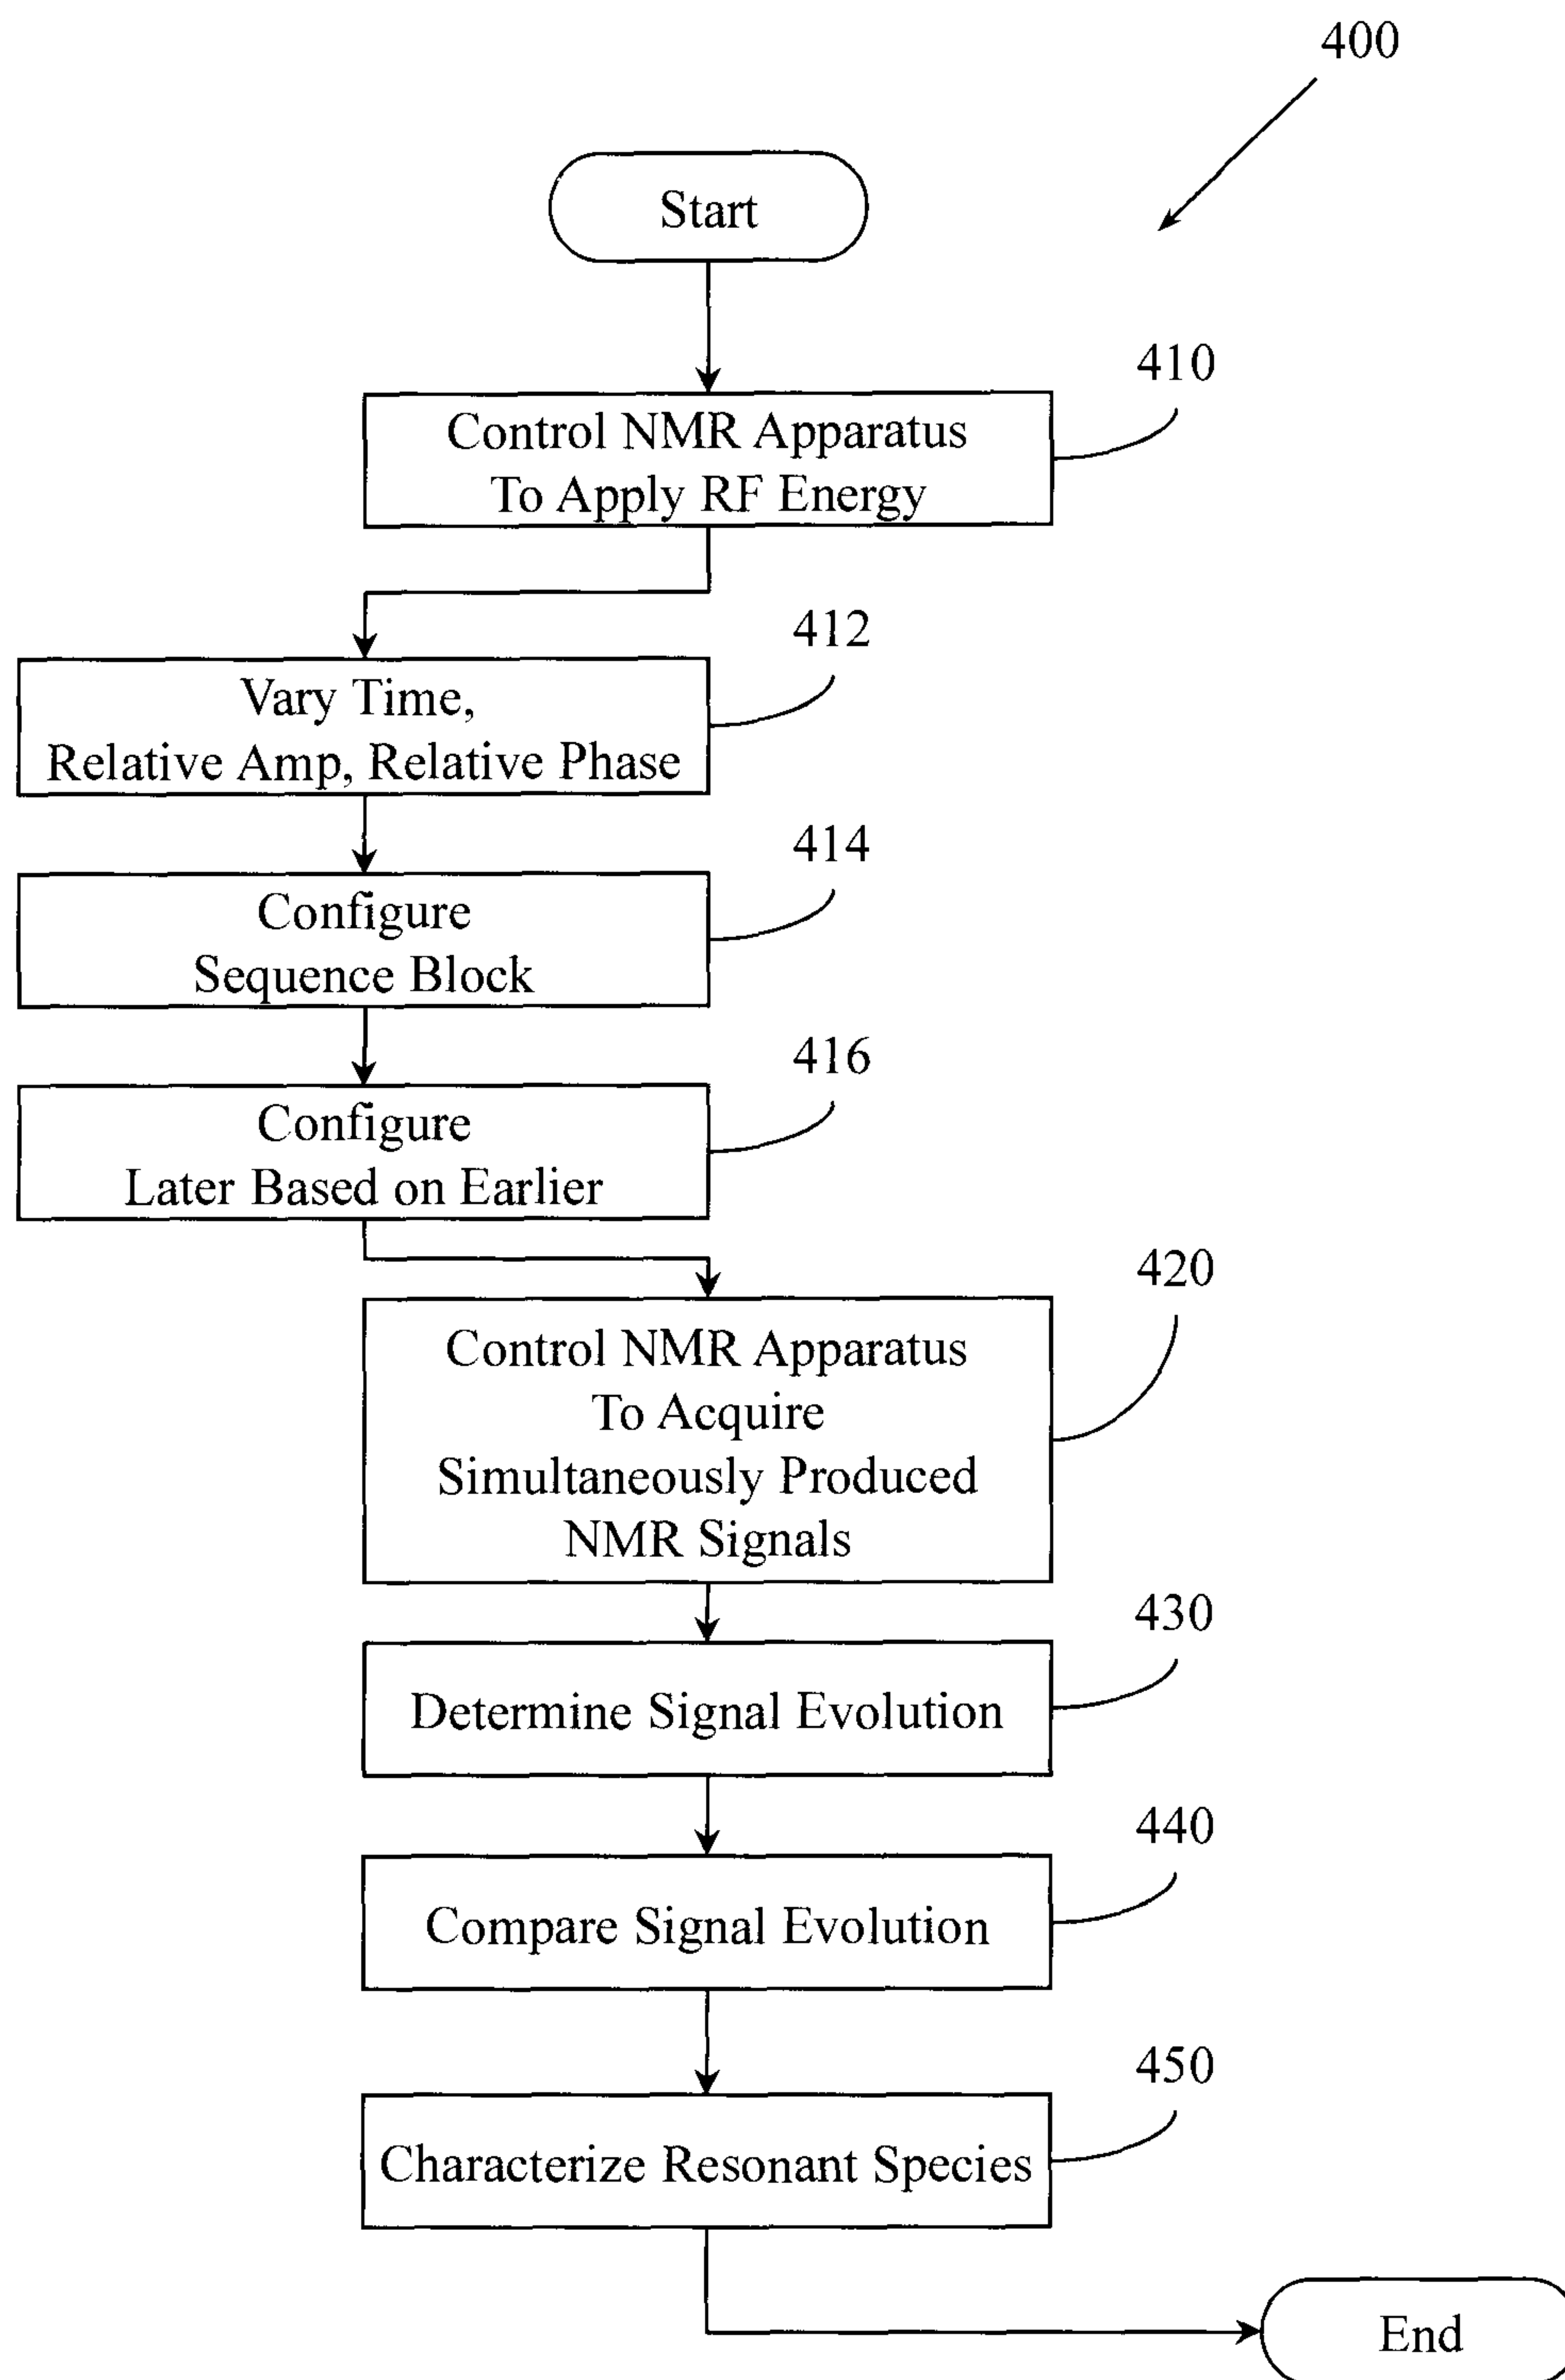 400
Start
410
Control NMR Apparatus
To Apply RF Energy
412
Vary Time,
Relative Amp, Relative Phase
414
Configure
Sequence Block
416
Configure
Later Based on Earlier
420
Control NMR Apparatus
To Acquire
Simultaneously Produced
NMR Signals
430
Determine Signal Evolution
440
Compare Signal Evolution
450
Characterize Resonant Species
End